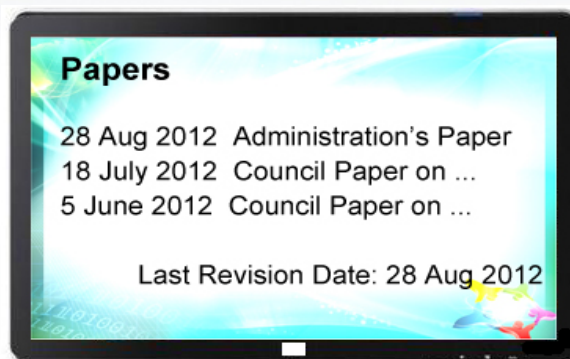 Papers
28 Aug 2012 Administration's Paper
18 July 2012 Council Paper on ...
5 June 2012 Council Paper on ...
Last Revision Date: 28 Aug 2012